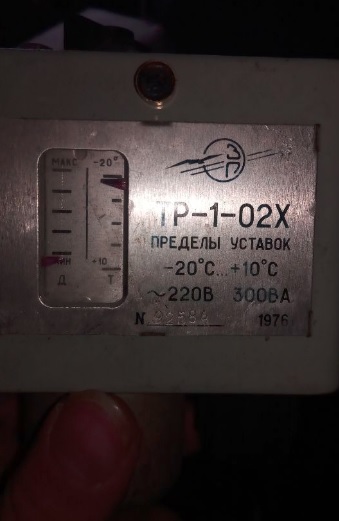 МАКС -20°
ТР-1-02Х
ПРЕДЕЛЫ УСТАВОК
-20°С...+10°С
МИН +10
Д Т
~220В 300ВА
N
1976